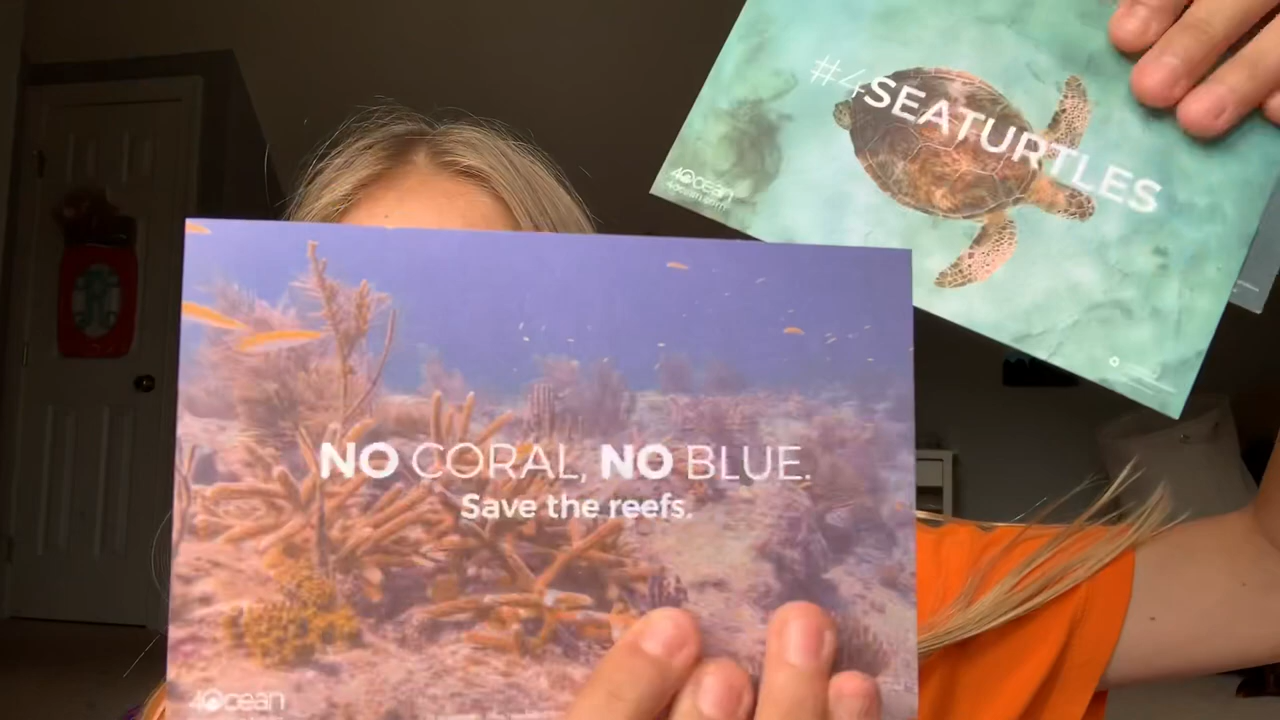 #4SEATURTLES
4Ocean
4ocean.com
NO CORAL, NO BLUE.
Save the reefs.
4Ocean